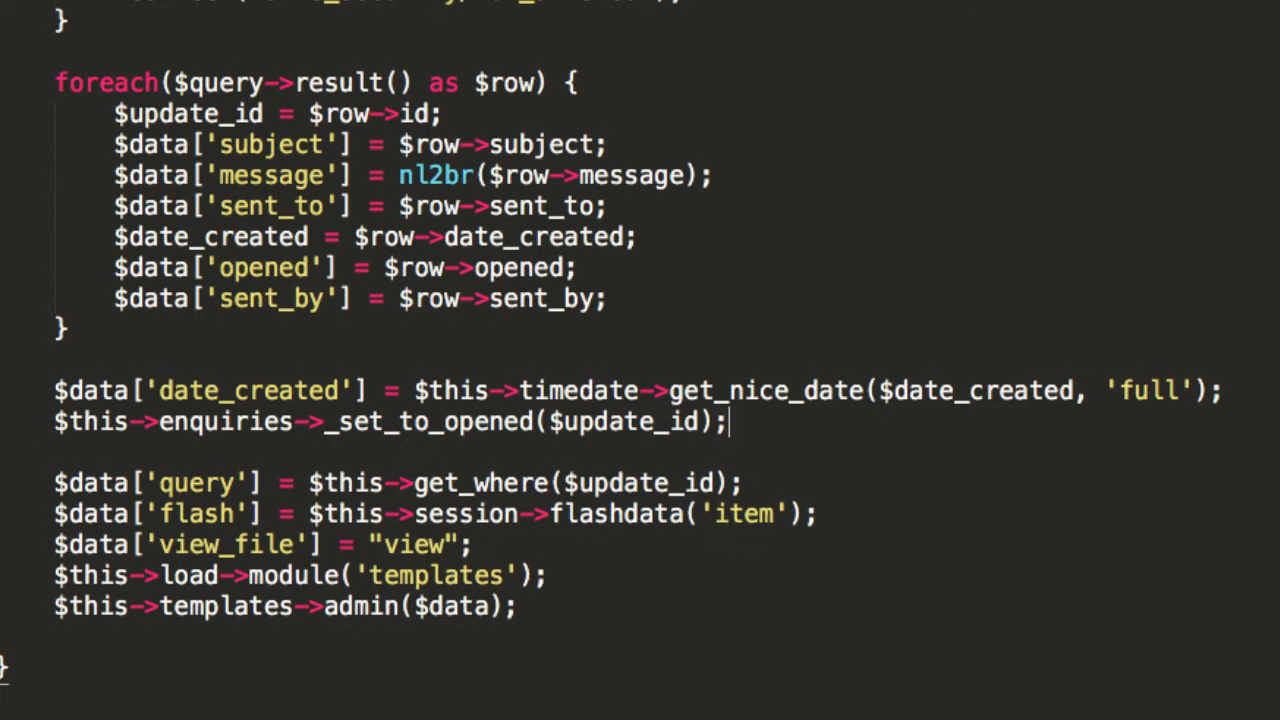 }
foreach($query->result() as $row) {
$update_id = $row->id;
$data['subject'] = $row->subject;
$data['message'] = nl2br($row->message);
$data['sent_to'] = $row->sent_to;
$date_created = $row->date_created;
$data['opened'] = $row->opened;
$data['sent_by'] = $row->sent_by;
}
$data['date_created'] = $this->timedate->get_nice_date($date_created, 'full');
$this->enquiries->_set_to_opened($update_id);
$data['query'] = $this->get_where($update_id);
$data['flash'] = $this->session->flashdata('item');
$data['view_file'] = "view";
$this->load->module('templates');
$this->templates->admin($data);
}